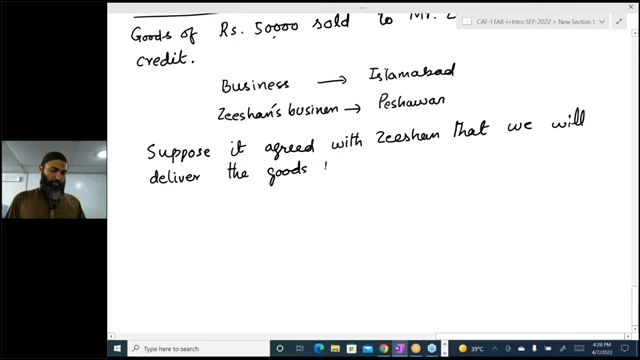 CAF-1 FAR-I+Intro SEP-2022 » New Section 1
Goods of Rs. 50000 sold to Mr. Z
credit.
Business → Islamabad
Zeeshan's businen → Peshawar
Suppose it agreed with Zeeshan that we will
deliver the goods
Type here to search
39°C
4:28 PM
4/7/2022